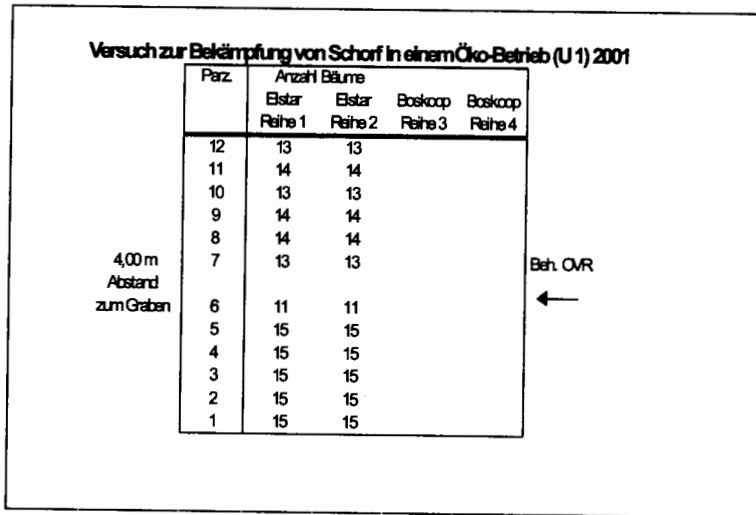 Versuch zur Bekämpfung von Schorf in einem Öko-Betrieb (U 1) 2001
Parz. Anzahl Bäume
Elstar Elstar Boskoop Boskoop
Reihe 1 Reihe 2 Reihe 3 Reihe 4
12 13 13
11 14 14
10 13 13
9 14 14
8 14 14
4,00 m 7 13 13 Beh. OVR
Abstand
zum Graben 6 11 11
5 15 15
4 15 15
3 15 15
2 15 15
1 15 15